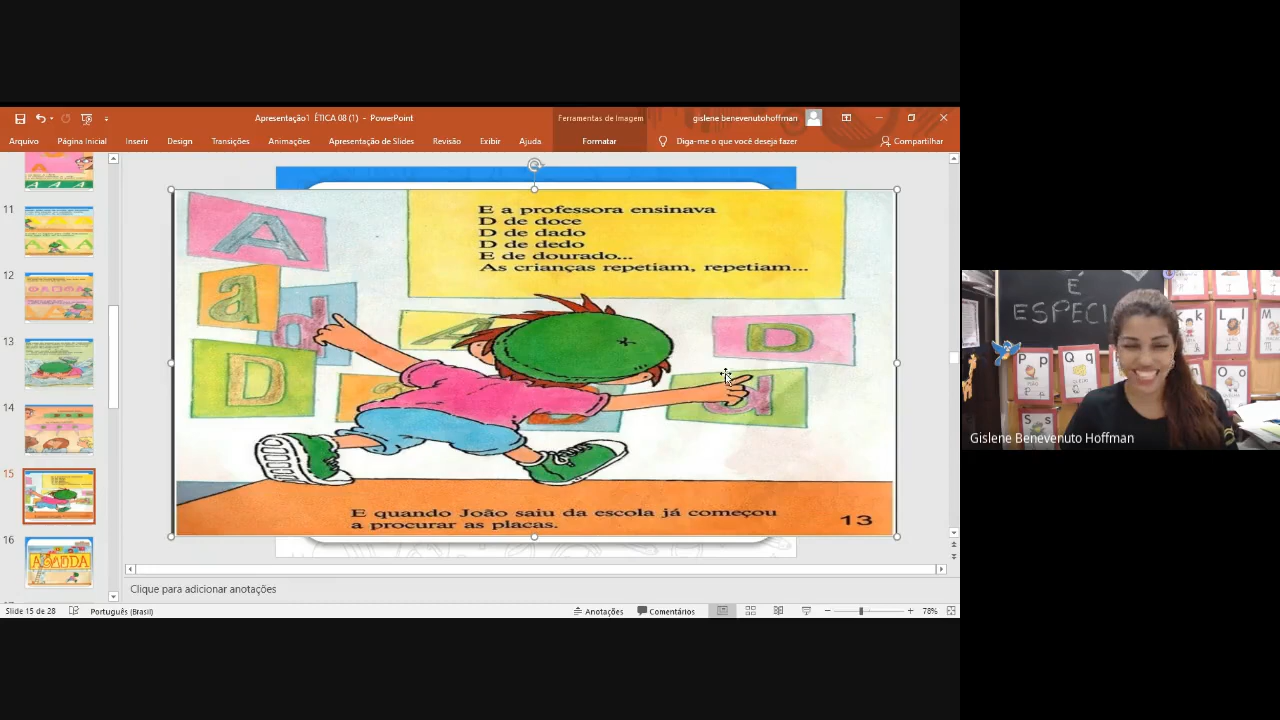 Apresentação1 ÉTICA 08 (1) - PowerPoint
Ferramentas de Imagem
gislene benevenutohoffman
Arquivo Página Inicial Inserir Design Transições Animações Apresentação de Slides Revisão Exibir Ajuda Formatar Diga-me o que você deseja fazer Compartilhar
11
12
13
14
15
16
A
a
d
D
A
D
d
E a professora ensinava
D de doce
D de dado
D de dedo
E de dourado...
As crianças repetiam, repetiam...
E quando João saiu da escola já começou
a procurar as placas.
13
Clique para adicionar anotações
Slide 15 de 28 Português (Brasil) Anotações Comentários 78%
É
ESPECI
K k
L l
M
P p
Q q
O o
S s
Gislene Benevenuto Hoffman